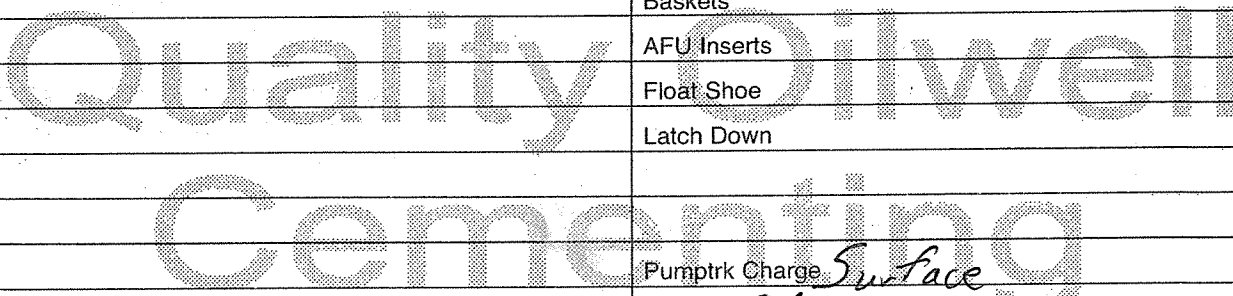 Baskets
Quality Oilwell
AFU Inserts
Float Shoe
Latch Down
Cementing
Pumptrk Charge Surface